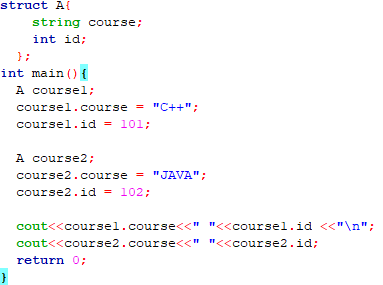 struct A{
    string course;
    int id;
  };
int main(){
  A course1;
  course1.course = "C++";
  course1.id = 101;

  A course2;
  course2.course = "JAVA";
  course2.id = 102;

  cout<<course1.course<<" "<<course1.id <<"\n";
  cout<<course2.course<<" "<<course2.id;
  return 0;
}